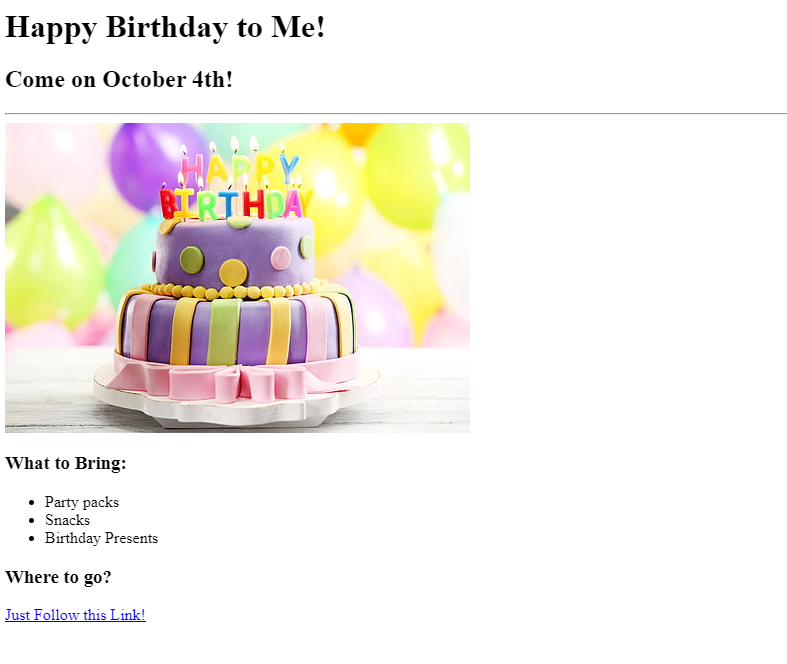 Happy Birthday to Me!
Come on October 4th!
HAPPY
BIRTHDAY
What to Bring:
Party packs
Snacks
Birthday Presents
Where to go?
Just Follow this Link!